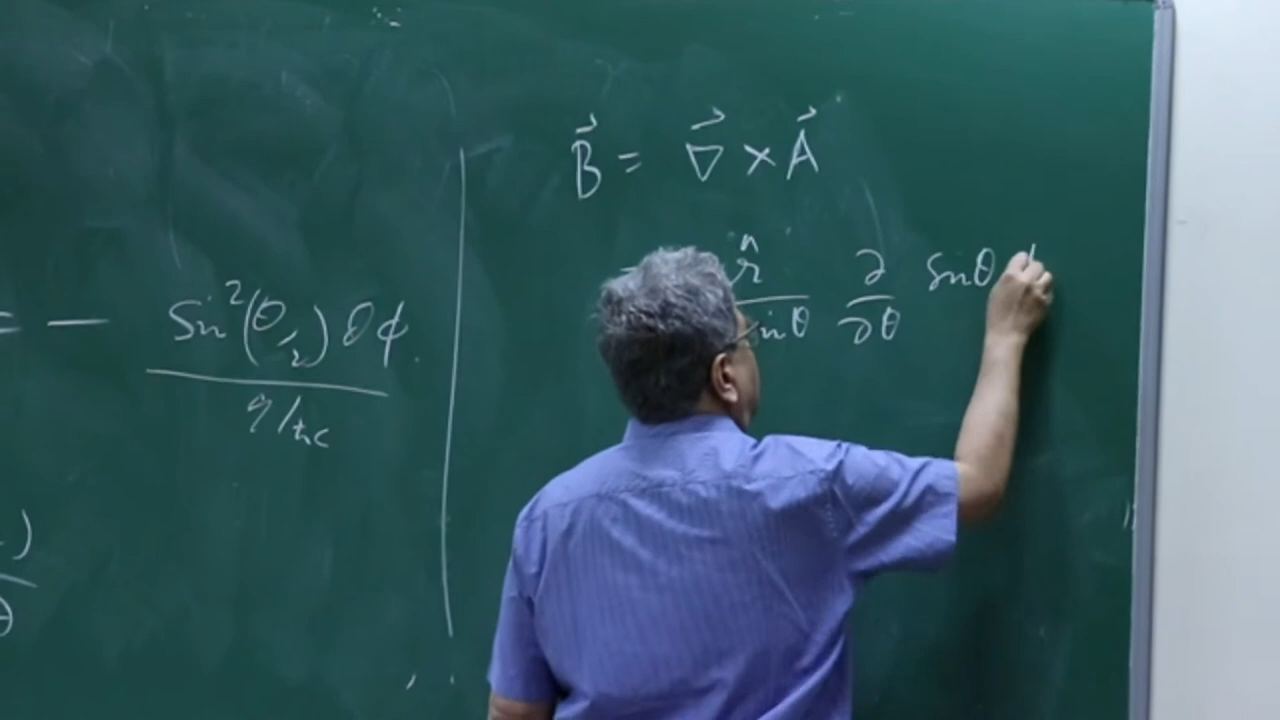 = - sin²(θ/2) ∂φ
q/ħc
)
θ
B⃗ = ∇⃗ × A⃗
r̂ ∂ sinθ
sinθ ∂θ